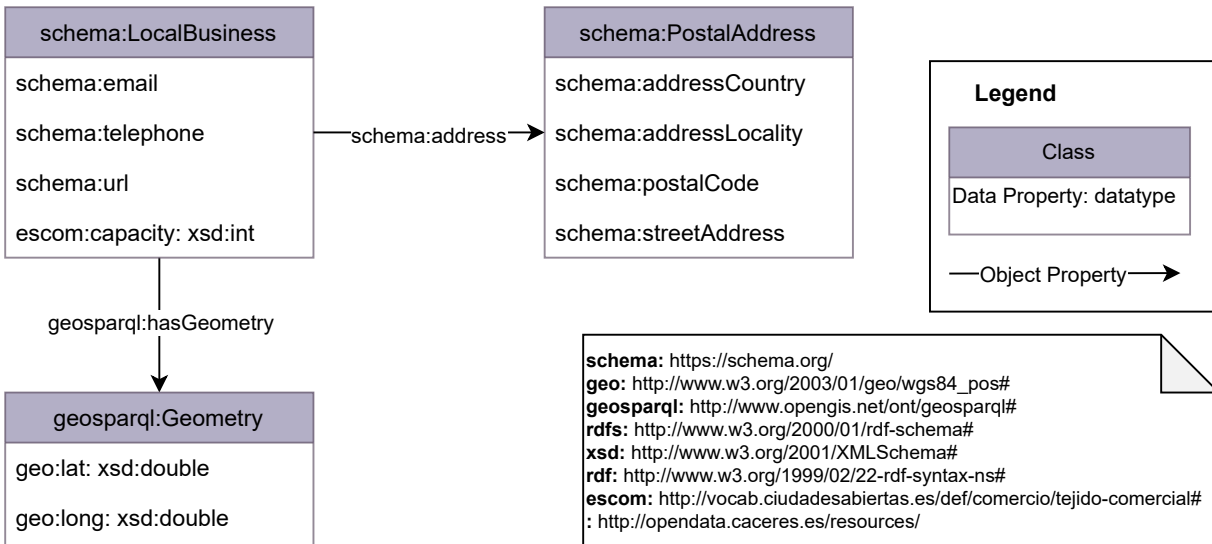 schema:LocalBusiness
schema:email
schema:telephone
schema:url
escom:capacity: xsd:int
schema:address
schema:PostalAddress
schema:addressCountry
schema:addressLocality
schema:postalCode
schema:streetAddress
Legend
Class
Data Property: datatype
Object Property
geosparql:hasGeometry
geosparql:Geometry
geo:lat: xsd:double
geo:long: xsd:double
schema: https://schema.org/
geo: http://www.w3.org/2003/01/geo/wgs84_pos#
geosparql: http://www.opengis.net/ont/geosparql#
rdfs: http://www.w3.org/2000/01/rdf-schema#
xsd: http://www.w3.org/2001/XMLSchema#
rdf: http://www.w3.org/1999/02/22-rdf-syntax-ns#
escom: http://vocab.ciudadesabiertas.es/def/comercio/tejido-comercial#
: http://opendata.caceres.es/resources/